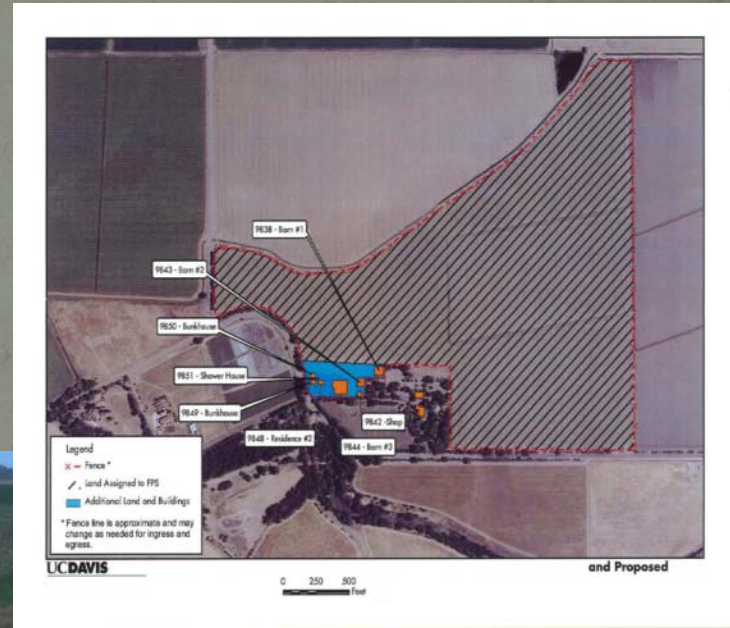 9838 - Barn #1
9843 - Barn #2
9850 - Bunkhouse
9851 - Shower House
9849 - Bunkhouse
9842 -Shop
9848 - Residence #2
9844 - Barn #3
Legend
Fence *
Land Assigned to FPS
Additional Land and Buildings
* Fence line is approximate and may
change as needed for ingress and
egress.
UCDAVIS
and Proposed
0 250 500
Feet